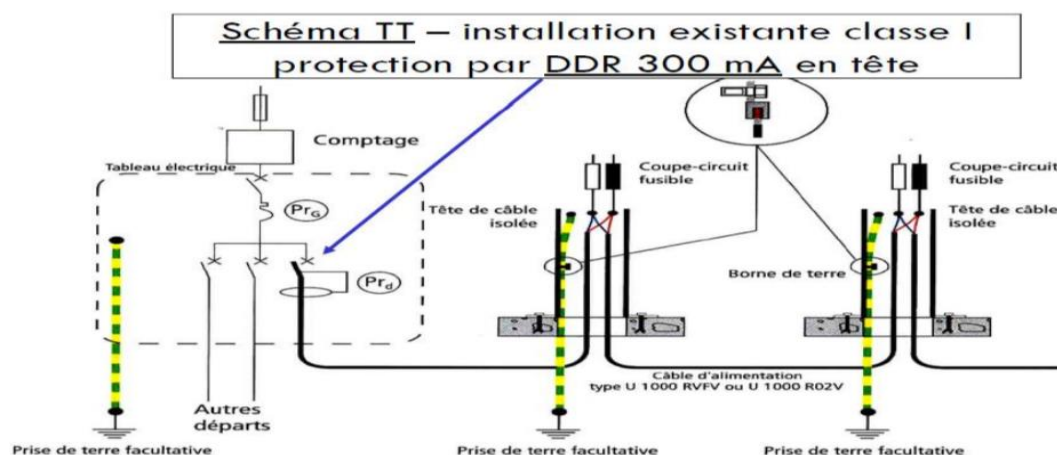 Schéma TT – installation existante classe I
protection par DDR 300 mA en tête
Comptage
Tableau électrique
Pr_G
Pr_d
Autres
départs
Prise de terre facultative
Coupe-circuit
fusible
Tête de câble
isolée
Borne de terre
Coupe-circuit
fusible
Tête de câble
isolée
Câble d'alimentation
type U 1000 RVFV ou U 1000 R02V
Prise de terre facultative
Prise de terre facultative